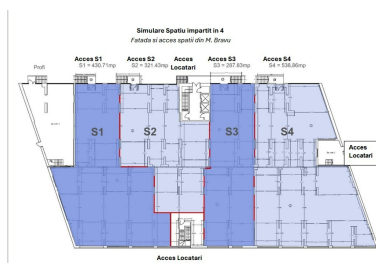 Simulare Spatiu impartit in 4
Fatada si acces spatii din M. Bravu
Acces S1
S1 = 430.71mp
Acces S2
S2 = 321.43mp
Acces
Locatari
Acces S3
S3 = 297.83mp
Acces S4
S4 = 538.86mp
Profi
S1
S2
S3
S4
Acces
Locatari
Acces Locatari